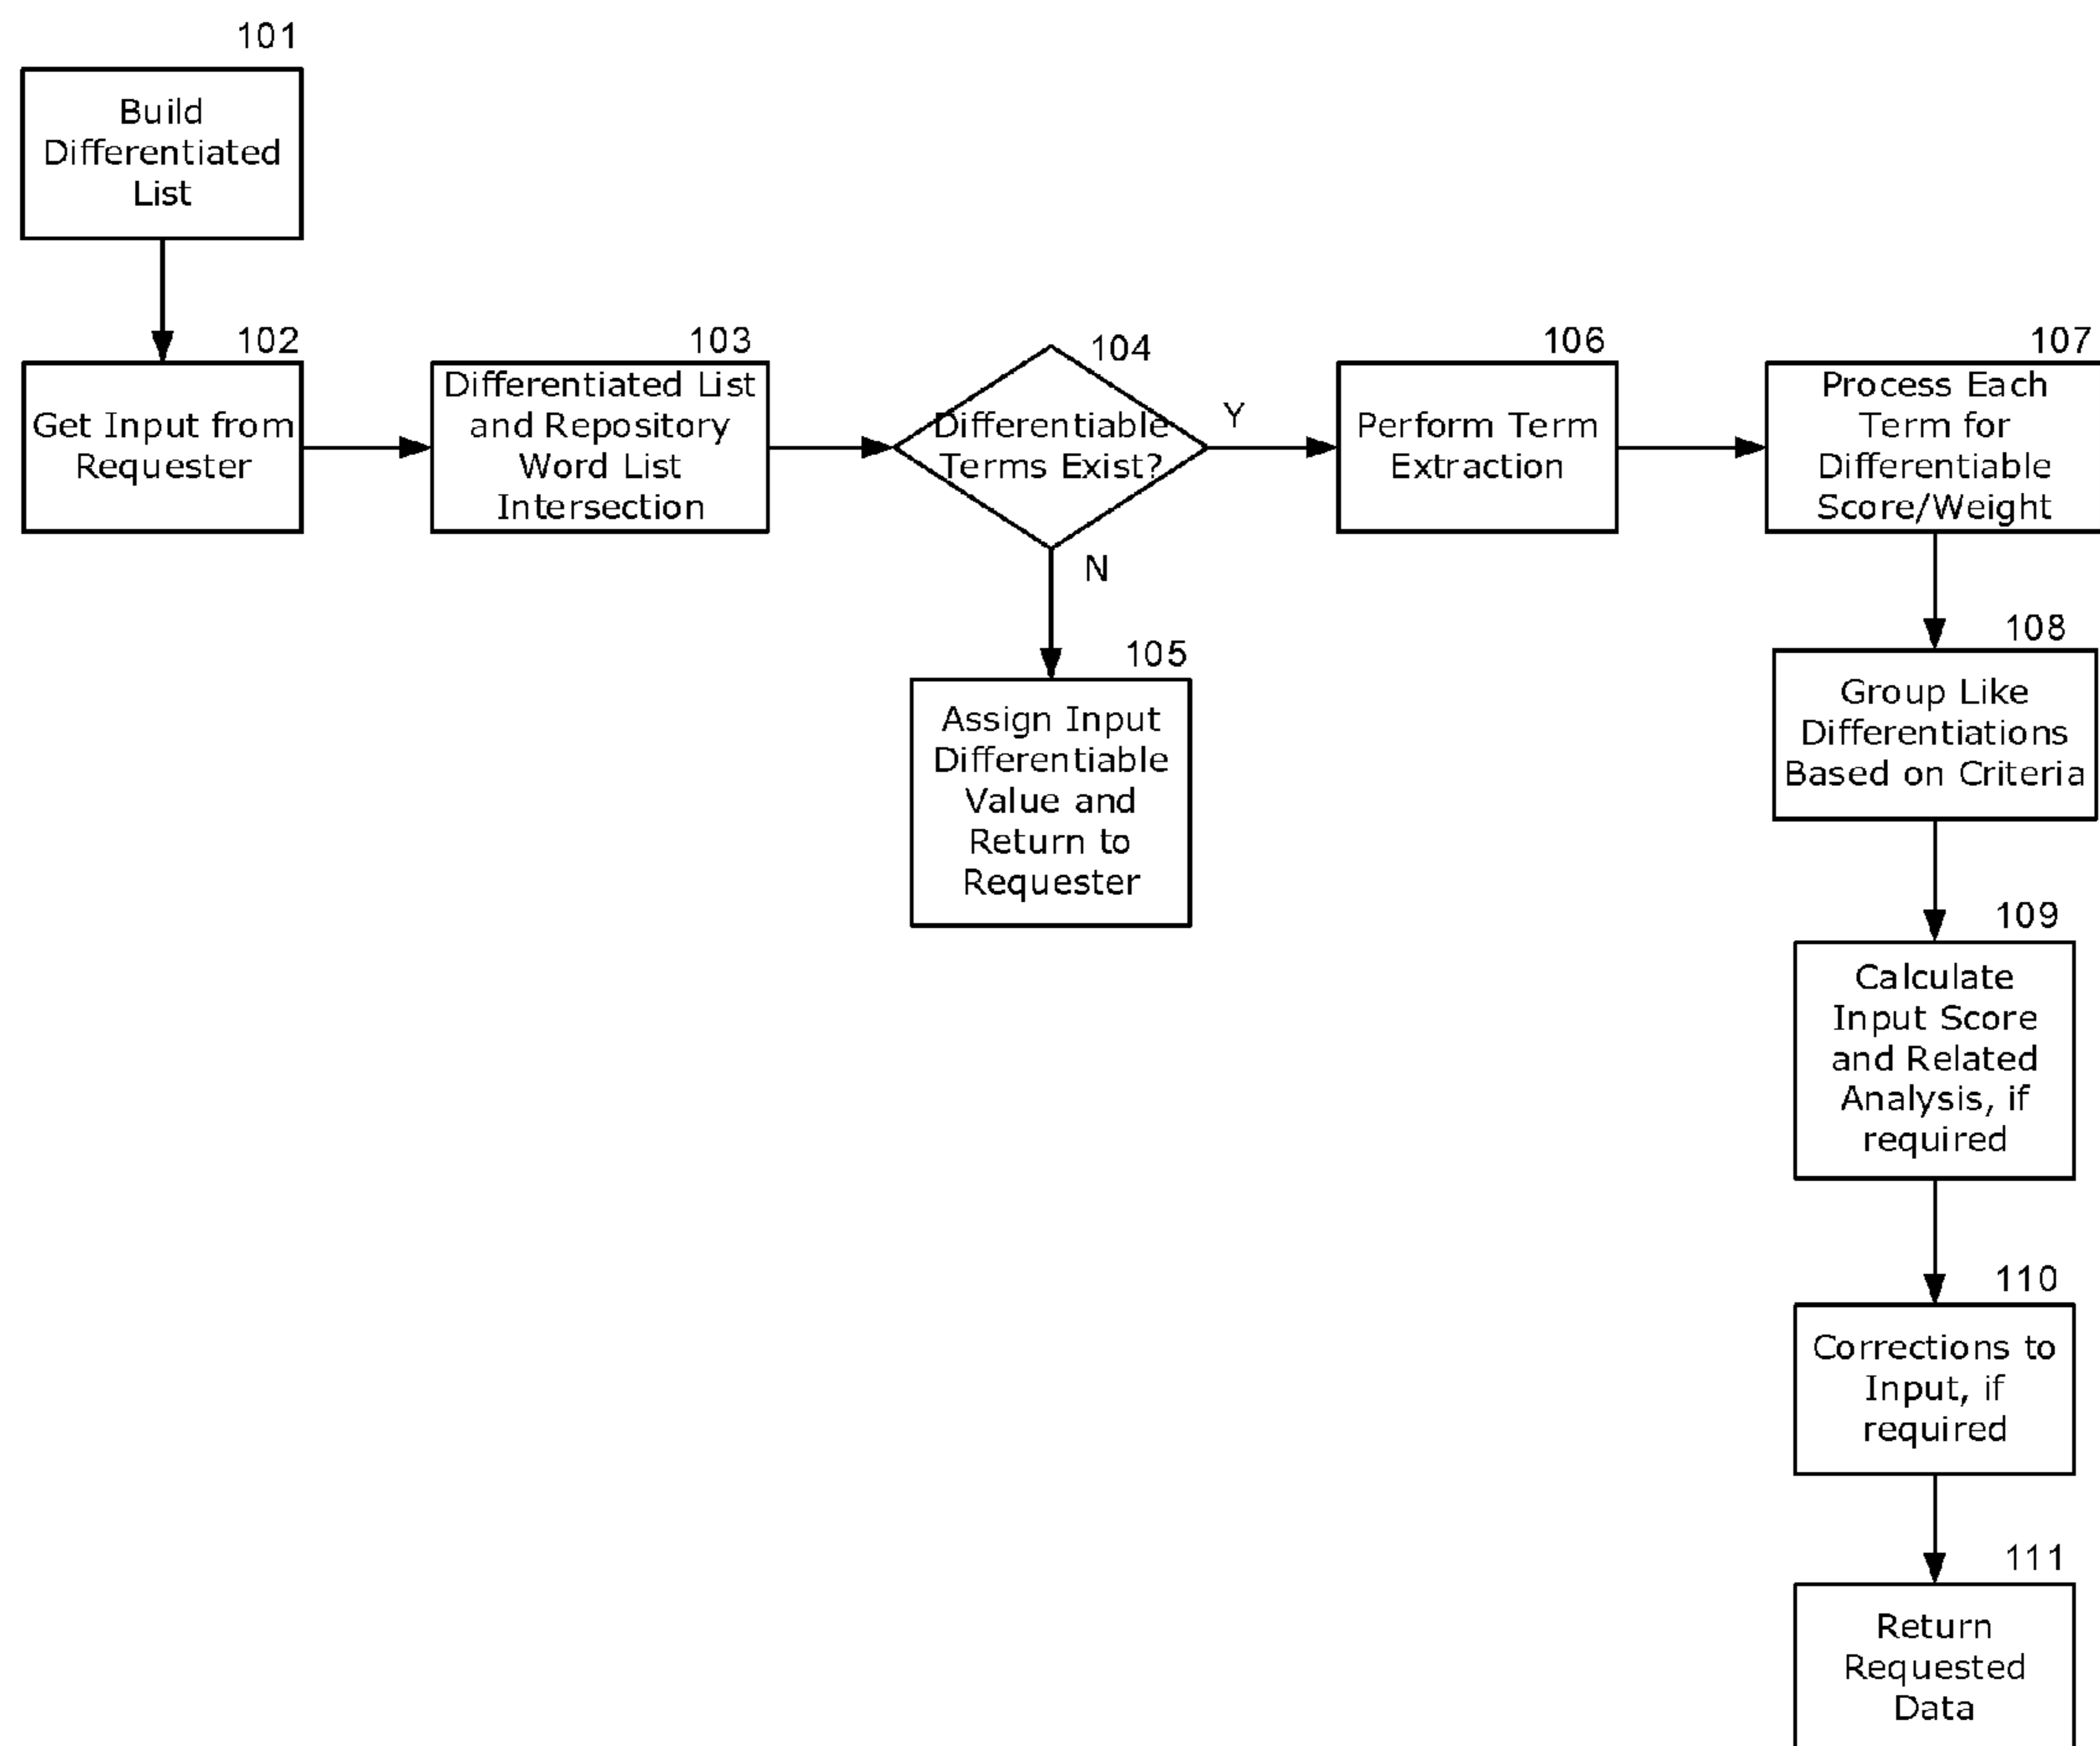 101
Build
Differentiated
List
102
Get Input from
Requester
103
Differentiated List
and Repository
Word List
Intersection
104
Differentiable
Terms Exist?
Y
N
105
Assign Input
Differentiable
Value and
Return to
Requester
106
Perform Term
Extraction
107
Process Each
Term for
Differentiable
Score/Weight
108
Group Like
Differentiations
Based on Criteria
109
Calculate
Input Score
and Related
Analysis, if
required
110
Corrections to
Input, if
required
111
Return
Requested
Data